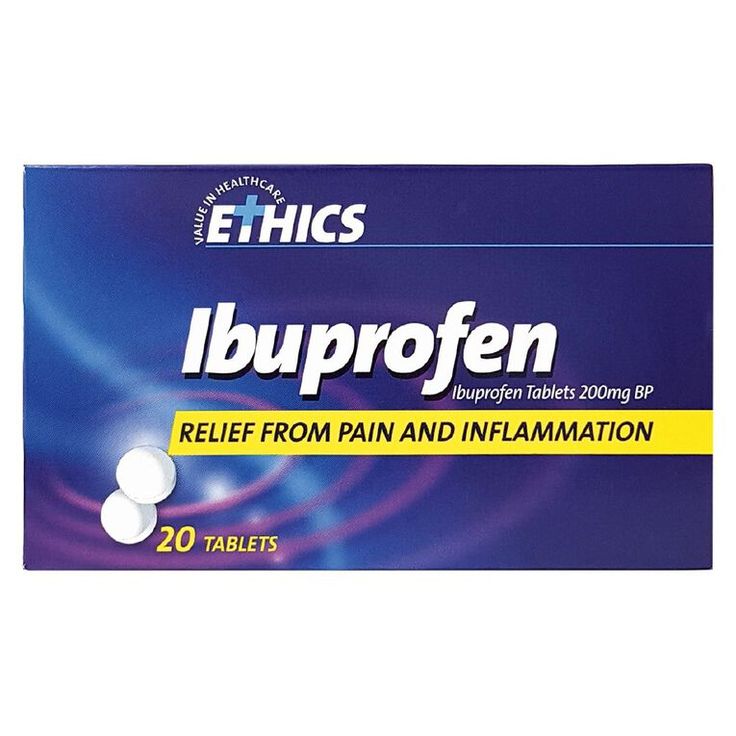 VALUE IN HEALTHCARE
ETHICS
Ibuprofen
Ibuprofen Tablets 200mg BP
RELIEF FROM PAIN AND INFLAMMATION
20 TABLETS